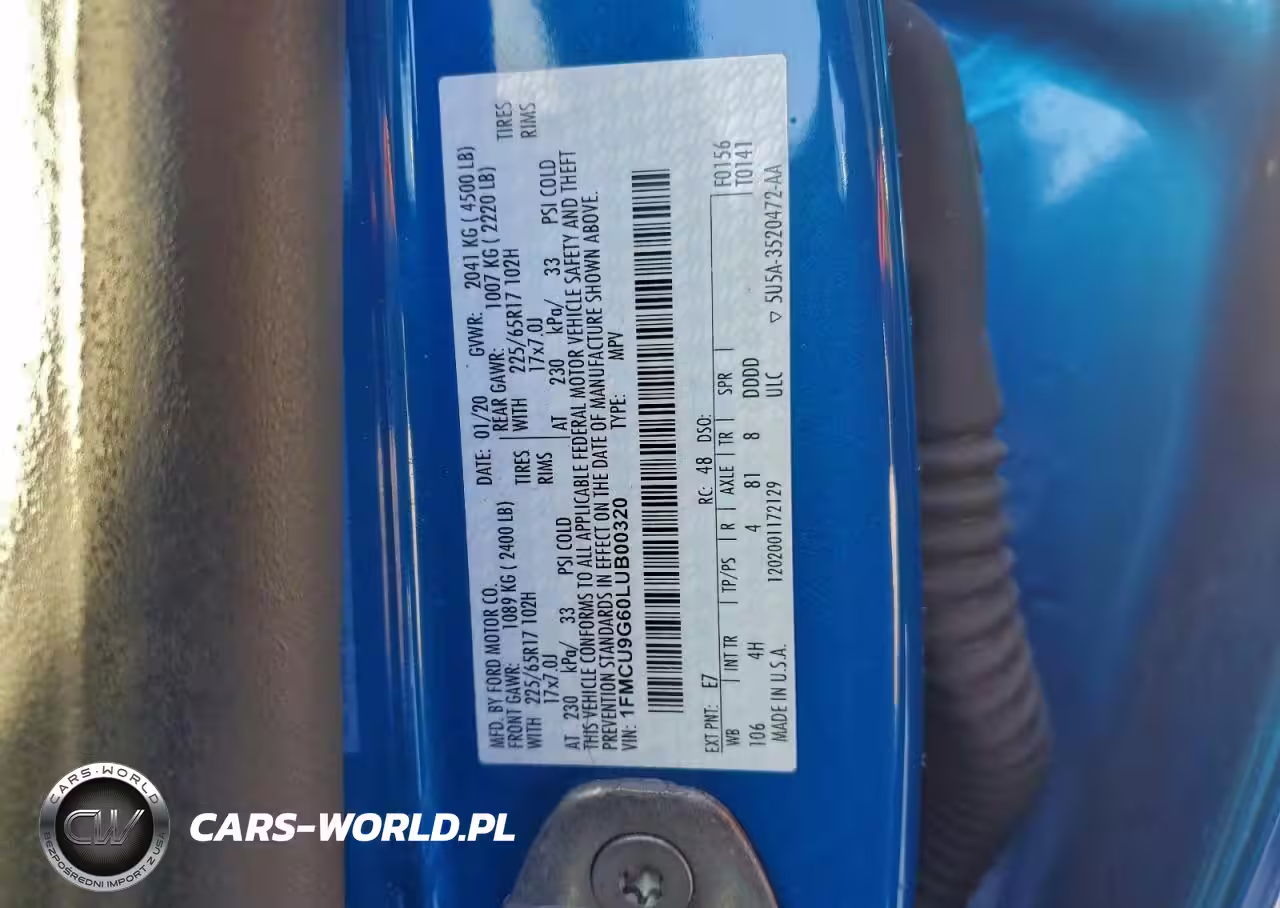 MFD. BY FORD MOTOR CO.
DATE: 01/20 GVWR: 2041 KG ( 4500 LB)
FRONT GAWR: 1089 KG ( 2400 LB) REAR GAWR: 1007 KG ( 2220 LB)
WITH 225/65R17 102H TIRES WITH 225/65R17 102H TIRES
17x7.0J RIMS 17x7.0J RIMS
AT 230 kPa/ 33 PSI COLD AT 230 kPa/ 33 PSI COLD
THIS VEHICLE CONFORMS TO ALL APPLICABLE FEDERAL MOTOR VEHICLE SAFETY AND THEFT
PREVENTION STANDARDS IN EFFECT ON THE DATE OF MANUFACTURE SHOWN ABOVE.
VIN: 1FMCU9G60LUB00320 TYPE: MPV
EXT PNT: E7 RC: 48 DSO: F0156
WB INT TR TP/PS R AXLE TR SPR T0141
106 4H 4 81 8 DDDD
MADE IN U.S.A. 1202001172129 ULC ▽ 5U5A-3520472-AA
CARS-WORLD
CW
BEZPOŚREDNI IMPORT Z USA
CARS-WORLD.PL